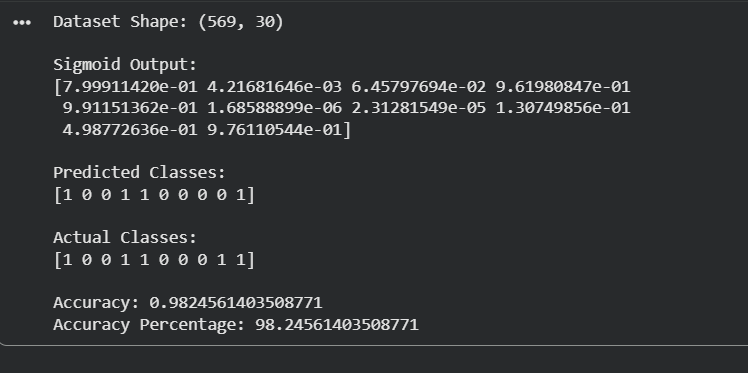 Dataset Shape: (569, 30)
Sigmoid Output:
[7.99911420e-01 4.21681646e-03 6.45797694e-02 9.61980847e-01
9.91151362e-01 1.68588899e-06 2.31281549e-05 1.30749856e-01
4.98772636e-01 9.76110544e-01]
Predicted Classes:
[1 0 0 1 1 0 0 0 0 1]
Actual Classes:
[1 0 0 1 1 0 0 0 1 1]
Accuracy: 0.9824561403508771
Accuracy Percentage: 98.24561403508771